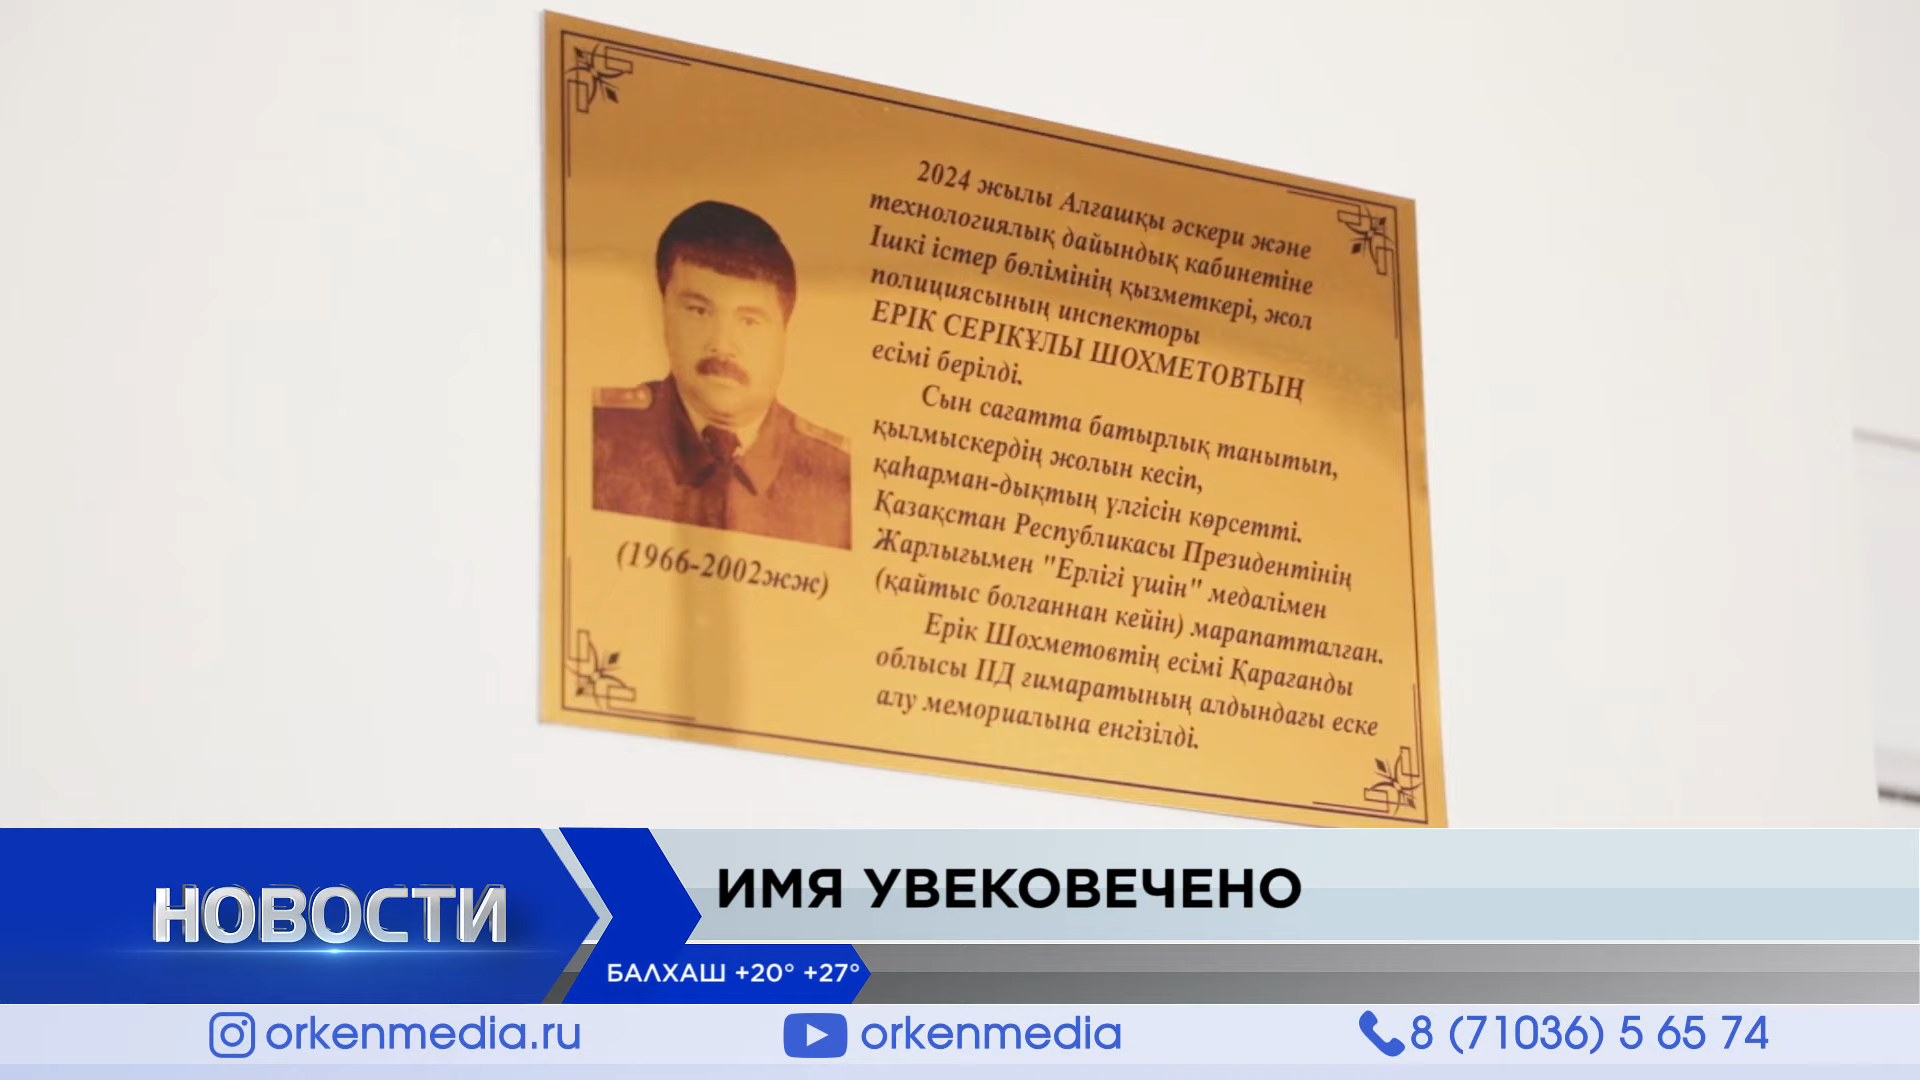 2024 жылы Алғашқы әскери және
технологиялық дайындық кабинетіне
Ішкі істер бөлімінің қызметкері, жол
полициясының инспекторы
ЕРІК СЕРІКҰЛЫ ШОХМЕТОВТЫҢ
есімі берілді.
Сын сағатта батырлық танытып,
қылмыскердің жолын кесіп,
қаһарман-дықтың үлгісін көрсетті.
Қазақстан Республикасы Президентінің
Жарлығымен "Ерлігі үшін" медалімен
(қайтыс болғаннан кейін) марапатталған.
Ерік Шохметовтің есімі Қарағанды
облысы ПД ғимаратының алдындағы еске
алу мемориалына енгізілді.
(1966-2002жж)
НОВОСТИ
ИМЯ УВЕКОВЕЧЕНО
БАЛХАШ +20° +27°
orkenmedia.ru
orkenmedia
8 (71036) 5 65 74